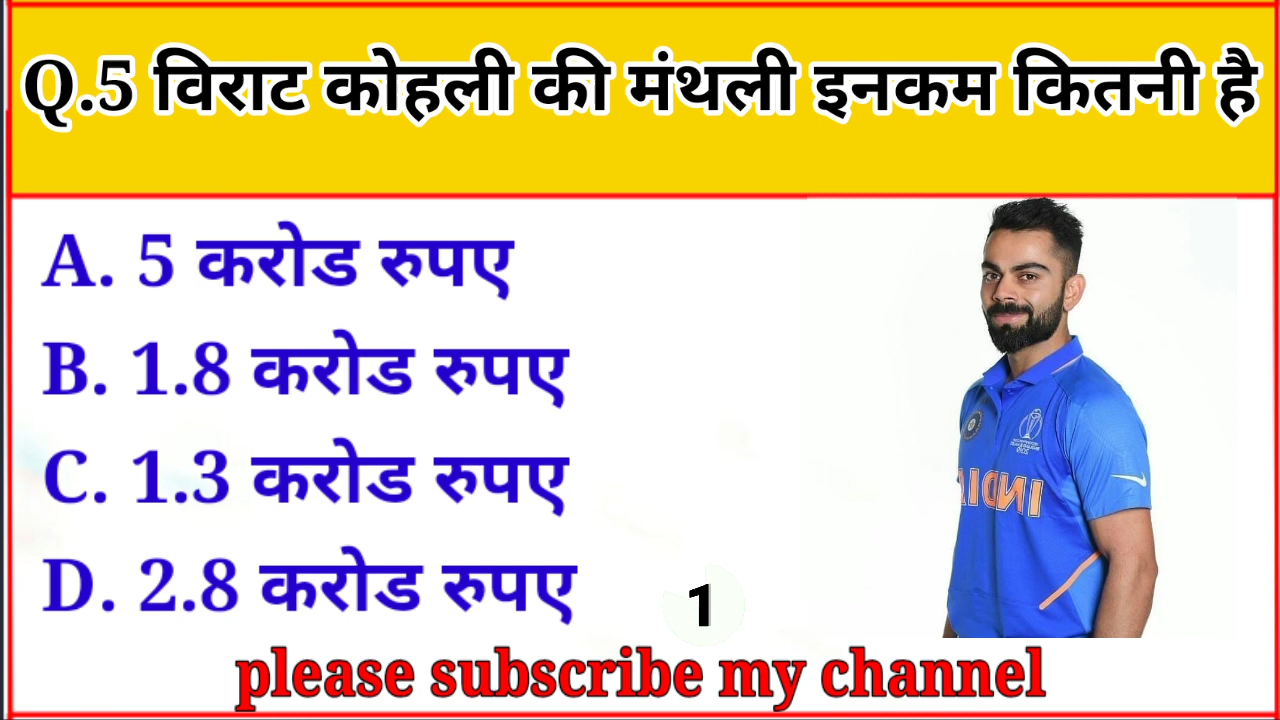 Q.5 विराट कोहली की मंथली इनकम कितनी है
A. 5 करोड रुपए
B. 1.8 करोड रुपए
C. 1.3 करोड रुपए
D. 2.8 करोड रुपए
1
INDIA
please subscribe my channel